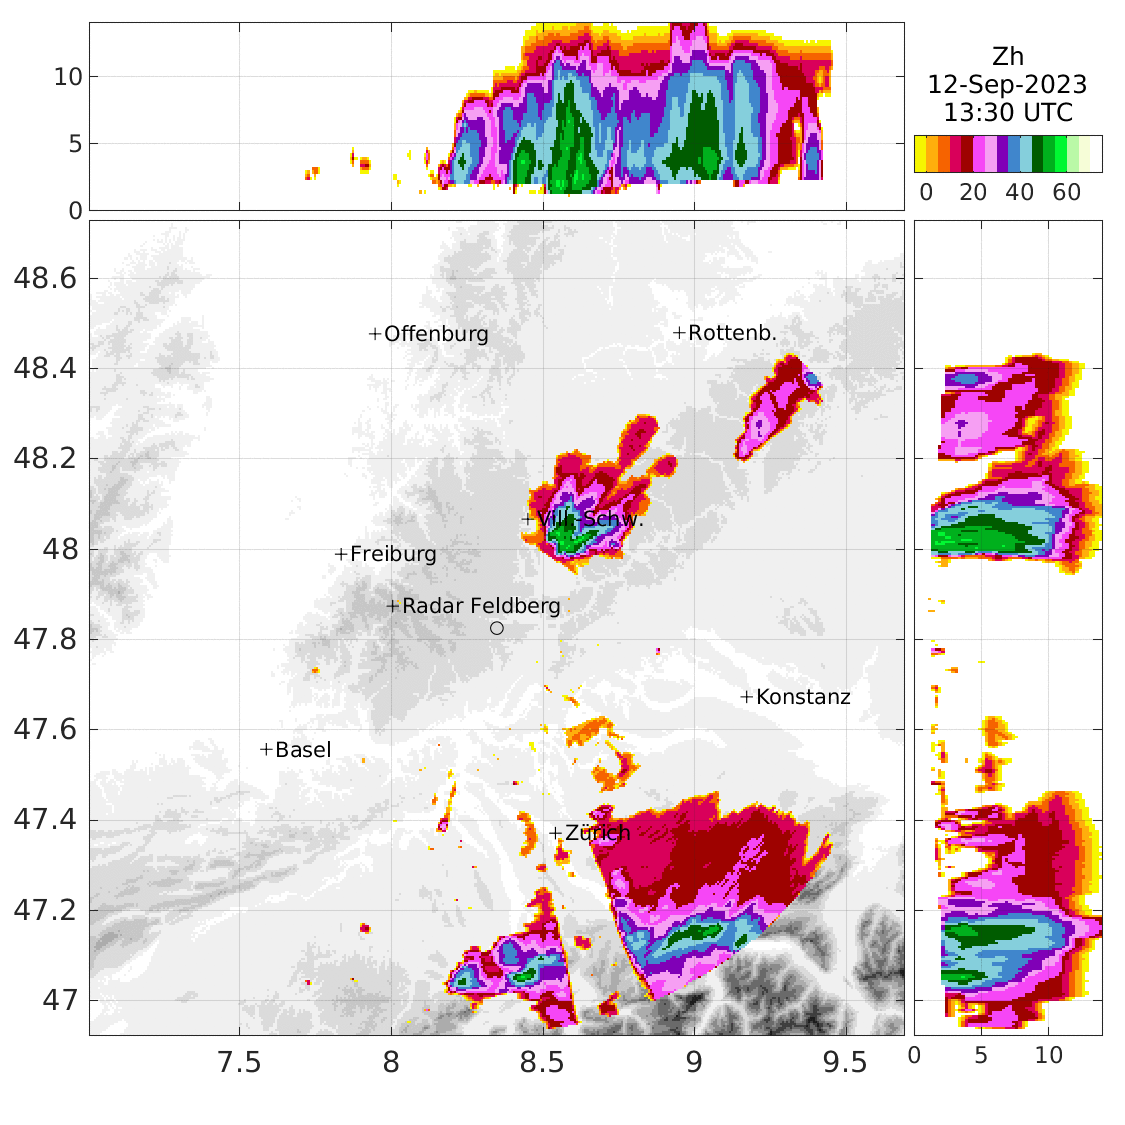 Zh
12-Sep-2023
13:30 UTC
0 20 40 60
10
5
0
48.6
48.4
48.2
48
47.8
47.6
47.4
47.2
47
Offenburg
Rottenb.
Vill.-Schw.
Freiburg
Radar Feldberg
Konstanz
Basel
Zürich
7.5 8 8.5 9 9.5
0 5 10